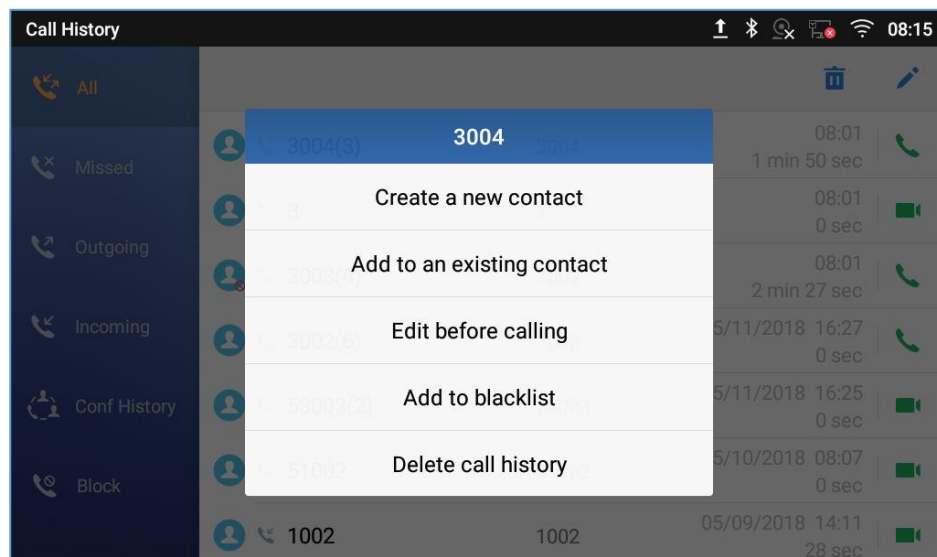 Call History
08:15
All
Missed
Outgoing
Incoming
Conf History
Block
3004
Create a new contact
Add to an existing contact
Edit before calling
Add to blacklist
Delete call history
3004(3) 3004 08:01
1 min 50 sec
3 08:01
0 sec
3003(4) 08:01
2 min 27 sec
3002(6) 5/11/2018 16:27
0 sec
53003(2) 5/11/2018 16:25
0 sec
51002 5/10/2018 08:07
0 sec
1002 1002 05/09/2018 14:11
28 sec